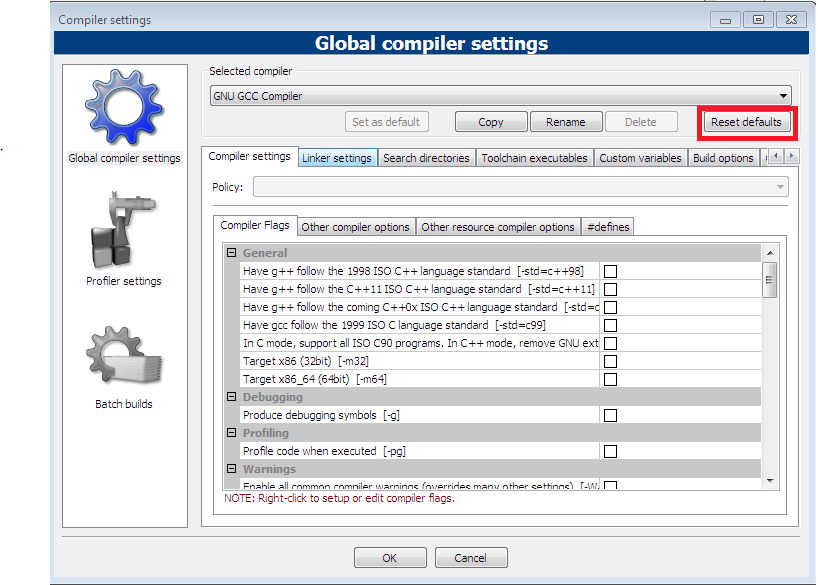 Compiler settings
Global compiler settings
Selected compiler
GNU GCC Compiler
Set as default Copy Rename Delete Reset defaults
Global compiler settings
Profiler settings
Batch builds
Compiler settings Linker settings Search directories Toolchain executables Custom variables Build options
Policy:
Compiler Flags Other compiler options Other resource compiler options #defines
General
Have g++ follow the 1998 ISO C++ language standard [-std=c++98]
Have g++ follow the C++11 ISO C++ language standard [-std=c++11]
Have g++ follow the coming C++0x ISO C++ language standard [-std=c
Have gcc follow the 1999 ISO C language standard [-std=c99]
In C mode, support all ISO C90 programs. In C++ mode, remove GNU ext
Target x86 (32bit) [-m32]
Target x86_64 (64bit) [-m64]
Debugging
Produce debugging symbols [-g]
Profiling
Profile code when executed [-pg]
Warnings
Enable all common compiler warnings (overrides many other settings) [-Wa
NOTE: Right-click to setup or edit compiler flags.
OK Cancel